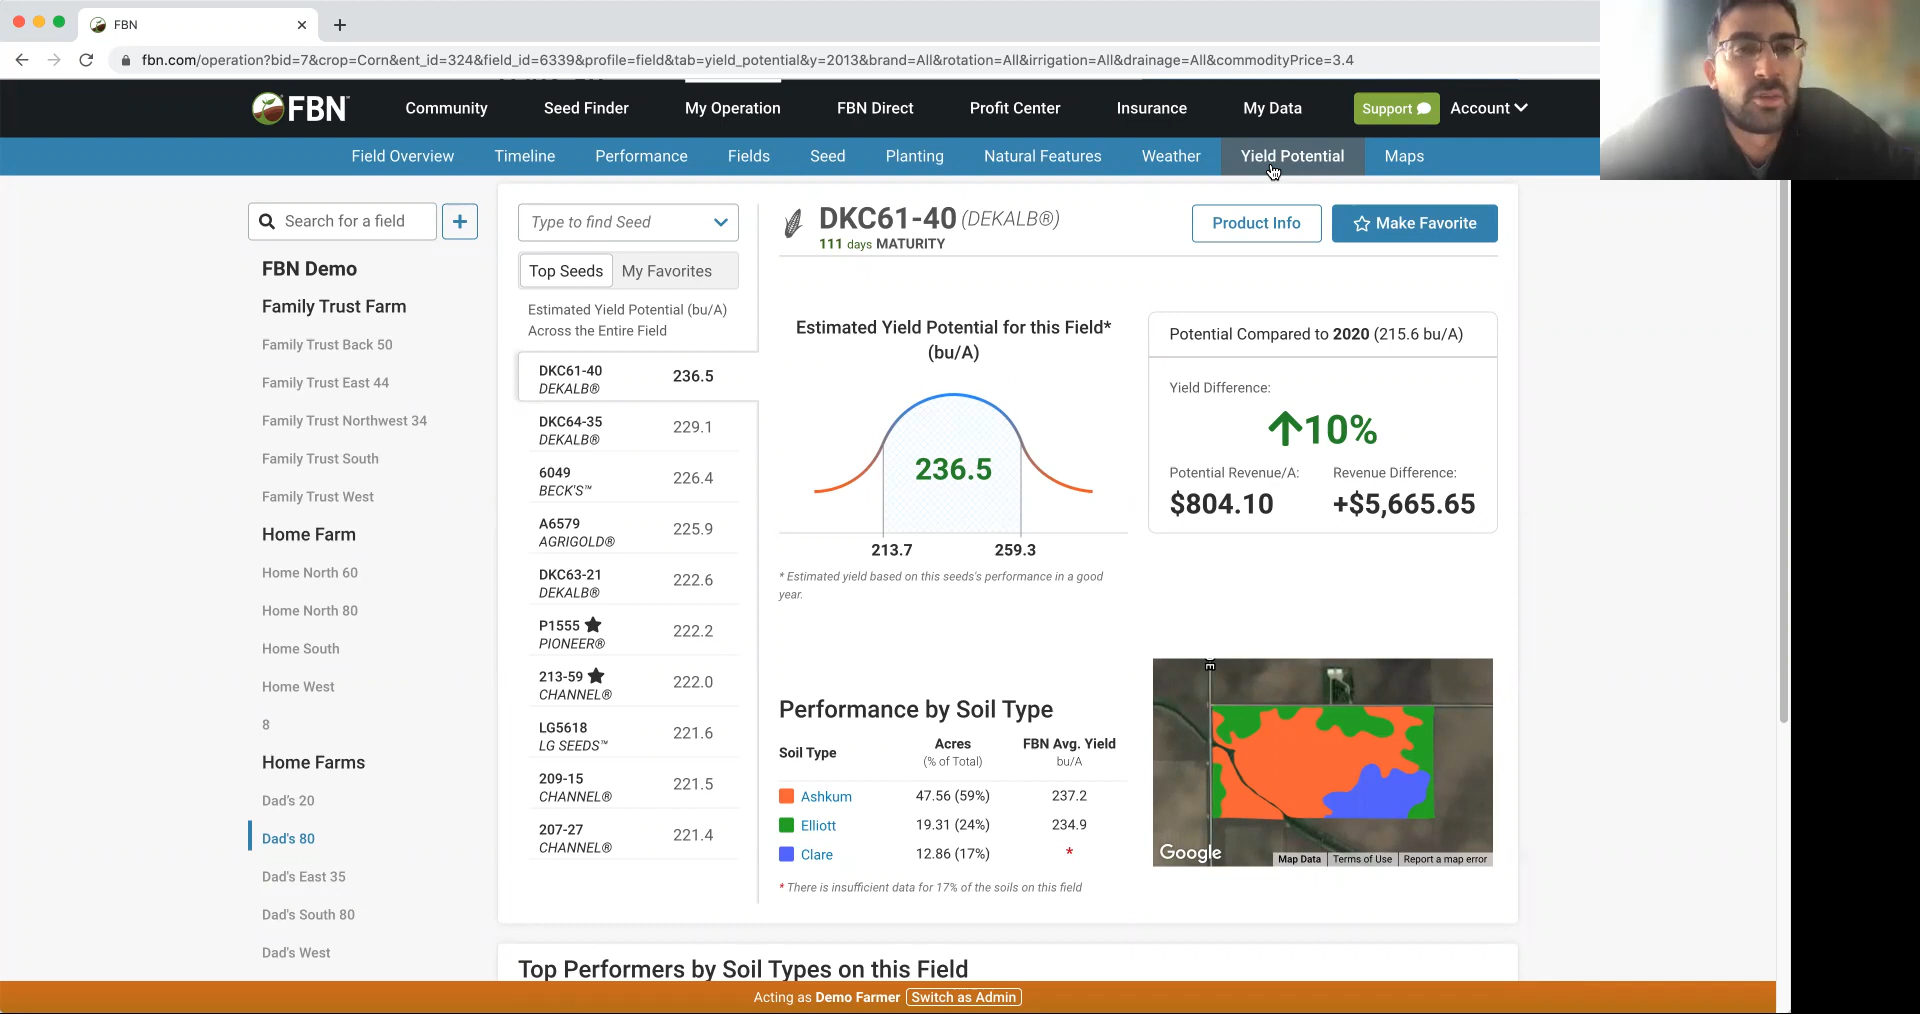 FBN
fbn.com/operation?bid=7&crop=Corn&ent_id=324&field_id=6339&profile=field&tab=yield_potential&y=2013&brand=All&rotation=All&irrigation=All&drainage=All&commodityPrice=3.4
FBN Community Seed Finder My Operation FBN Direct Profit Center Insurance My Data Support Account
Field Overview Timeline Performance Fields Seed Planting Natural Features Weather Yield Potential Maps
Search for a field +
FBN Demo
Family Trust Farm
Family Trust Back 50
Family Trust East 44
Family Trust Northwest 34
Family Trust South
Family Trust West
Home Farm
Home North 60
Home North 80
Home South
Home West
8
Home Farms
Dad's 20
Dad's 80
Dad's East 35
Dad's South 80
Dad's West
Type to find Seed
Top Seeds My Favorites
Estimated Yield Potential (bu/A)
Across the Entire Field
DKC61-40 236.5
DEKALB®
DKC64-35 229.1
DEKALB®
6049 226.4
BECK'S™
A6579 225.9
AGRIGOLD®
DKC63-21 222.6
DEKALB®
P1555 222.2
PIONEER®
213-59 222.0
CHANNEL®
LG5618 221.6
LG SEEDS™
209-15 221.5
CHANNEL®
207-27 221.4
CHANNEL®
DKC61-40 (DEKALB®)
111 days MATURITY
Product Info Make Favorite
Estimated Yield Potential for this Field*
(bu/A)
236.5
213.7 259.3
* Estimated yield based on this seeds's performance in a good
year.
Potential Compared to 2020 (215.6 bu/A)
Yield Difference:
10%
Potential Revenue/A: Revenue Difference:
$804.10 +$5,665.65
Performance by Soil Type
Soil Type Acres FBN Avg. Yield
(% of Total) bu/A
Ashkum 47.56 (59%) 237.2
Elliott 19.31 (24%) 234.9
Clare 12.86 (17%) *
* There is insufficient data for 17% of the soils on this field
Google Map Data Terms of Use Report a map error
Top Performers by Soil Types on this Field
Acting as Demo Farmer Switch as Admin